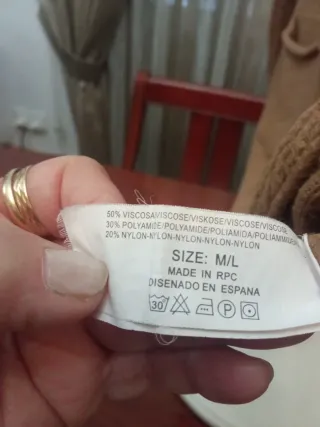 50% VISCOSA/VISCOSE/VISKOSE/VISCOSE/VISCOSE
30% POLYAMIDE/POLYAMIDE/POLIAMIDA/POLIAMMIDE
20% NYLON-NYLON-NYLON-NYLON-NYLON
SIZE: M/L
MADE IN RPC
DISENADO EN ESPANA
30 P